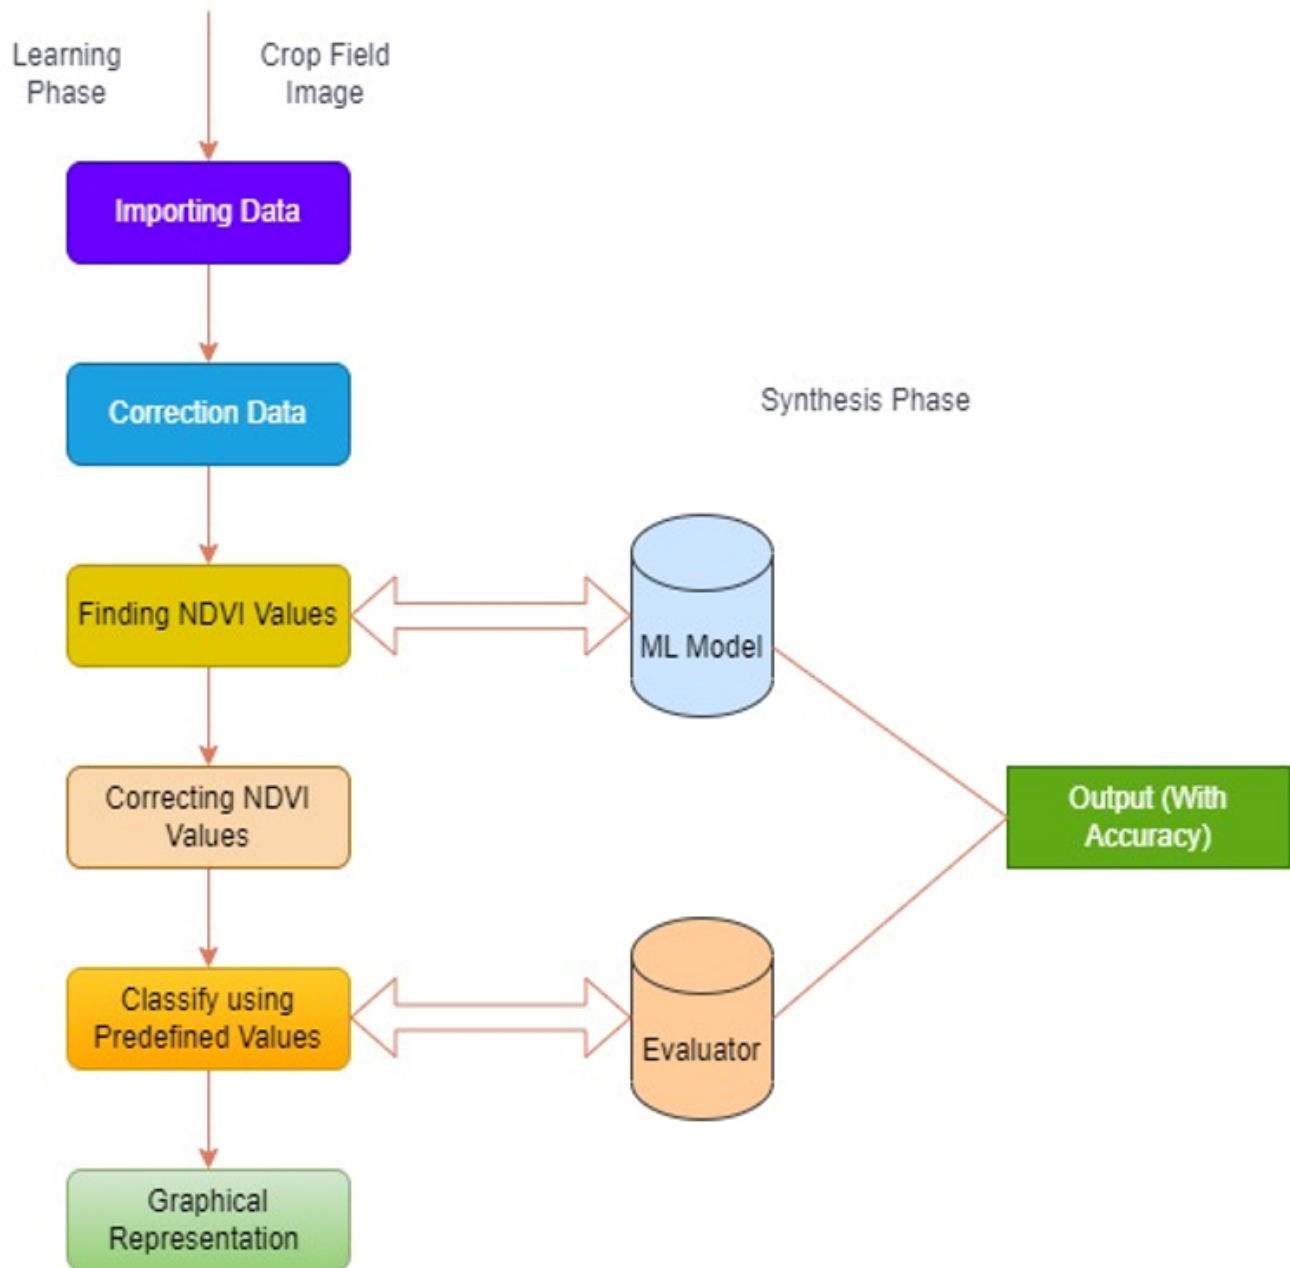 Learning
Phase
Crop Field
Image
Importing Data
Correction Data
Synthesis Phase
Finding NDVI Values
ML Model
Correcting NDVI
Values
Output (With
Accuracy)
Classify using
Predefined Values
Evaluator
Graphical
Representation